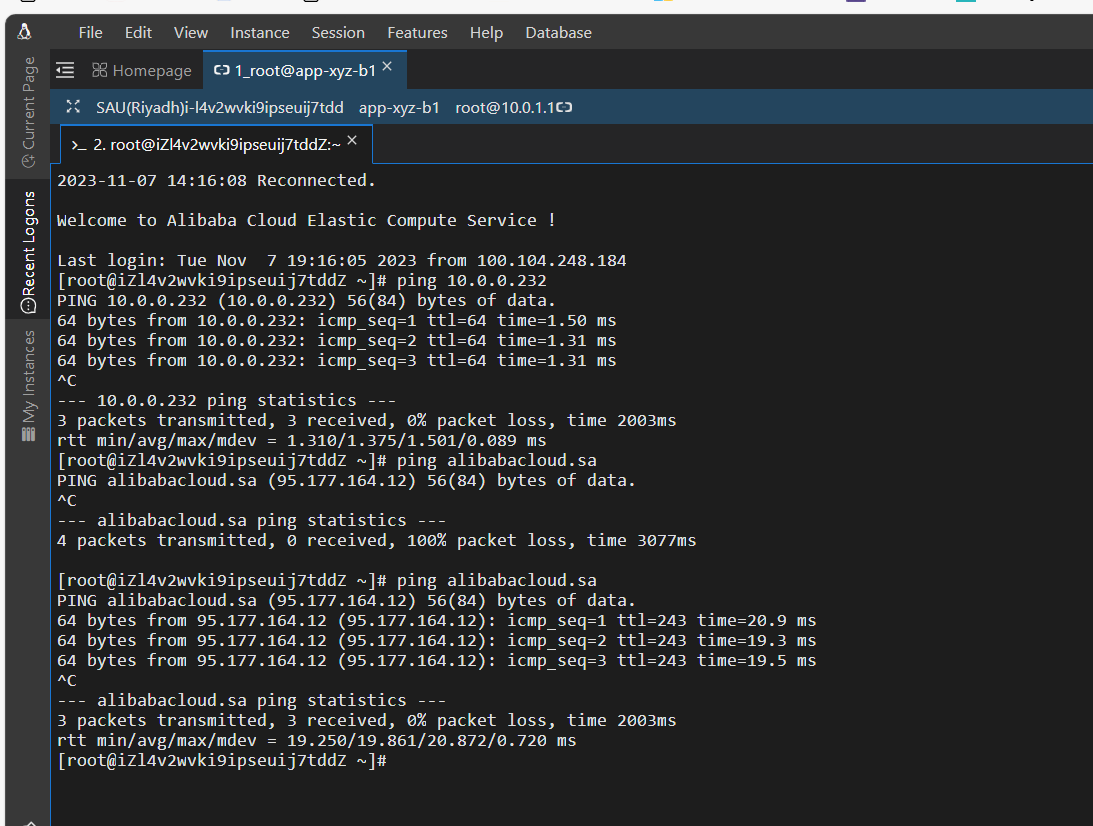 File Edit View Instance Session Features Help Database
Homepage 1_root@app-xyz-b1
SAU(Riyadh)i-l4v2wvki9ipseuij7tdd app-xyz-b1 root@10.0.1.1
>_ 2. root@iZl4v2wvki9ipseuij7tddZ:~
Current Page
Recent Logons
My Instances
2023-11-07 14:16:08 Reconnected.
Welcome to Alibaba Cloud Elastic Compute Service !
Last login: Tue Nov  7 19:16:05 2023 from 100.104.248.184
[root@iZl4v2wvki9ipseuij7tddZ ~]# ping 10.0.0.232
PING 10.0.0.232 (10.0.0.232) 56(84) bytes of data.
64 bytes from 10.0.0.232: icmp_seq=1 ttl=64 time=1.50 ms
64 bytes from 10.0.0.232: icmp_seq=2 ttl=64 time=1.31 ms
64 bytes from 10.0.0.232: icmp_seq=3 ttl=64 time=1.31 ms
^C
--- 10.0.0.232 ping statistics ---
3 packets transmitted, 3 received, 0% packet loss, time 2003ms
rtt min/avg/max/mdev = 1.310/1.375/1.501/0.089 ms
[root@iZl4v2wvki9ipseuij7tddZ ~]# ping alibabacloud.sa
PING alibabacloud.sa (95.177.164.12) 56(84) bytes of data.
^C
--- alibabacloud.sa ping statistics ---
4 packets transmitted, 0 received, 100% packet loss, time 3077ms
[root@iZl4v2wvki9ipseuij7tddZ ~]# ping alibabacloud.sa
PING alibabacloud.sa (95.177.164.12) 56(84) bytes of data.
64 bytes from 95.177.164.12 (95.177.164.12): icmp_seq=1 ttl=243 time=20.9 ms
64 bytes from 95.177.164.12 (95.177.164.12): icmp_seq=2 ttl=243 time=19.3 ms
64 bytes from 95.177.164.12 (95.177.164.12): icmp_seq=3 ttl=243 time=19.5 ms
^C
--- alibabacloud.sa ping statistics ---
3 packets transmitted, 3 received, 0% packet loss, time 2003ms
rtt min/avg/max/mdev = 19.250/19.861/20.872/0.720 ms
[root@iZl4v2wvki9ipseuij7tddZ ~]#